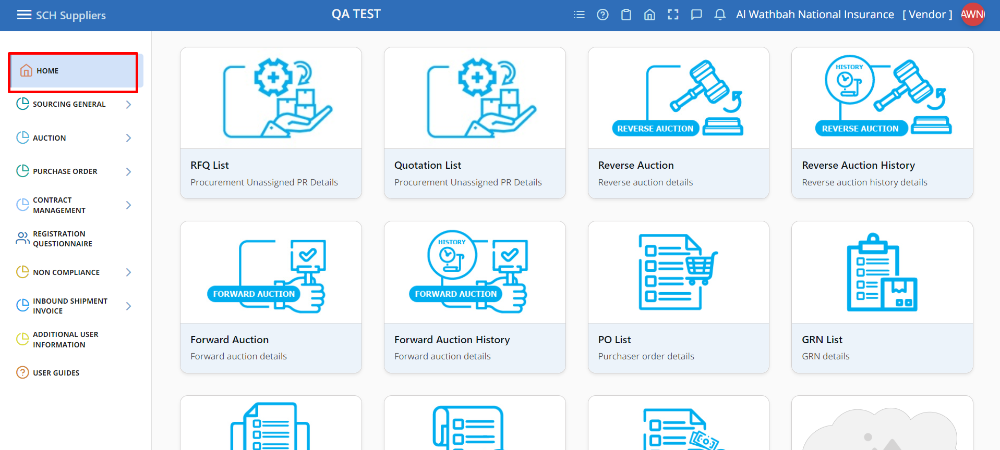 SCH Suppliers
QA TEST
Al Wathbah National Insurance [ Vendor ]
AWNI
HOME
SOURCING GENERAL
AUCTION
PURCHASE ORDER
CONTRACT
MANAGEMENT
REGISTRATION
QUESTIONNAIRE
NON COMPLIANCE
INBOUND SHIPMENT
INVOICE
ADDITIONAL USER
INFORMATION
USER GUIDES
RFQ List
Procurement Unassigned PR Details
Quotation List
Procurement Unassigned PR Details
REVERSE AUCTION
Reverse Auction
Reverse auction details
HISTORY
REVERSE AUCTION
Reverse Auction History
Reverse auction history details
FORWARD AUCTION
Forward Auction
Forward auction details
HISTORY
FORWARD AUCTION
Forward Auction History
Forward auction details
PO List
Purchaser order details
GRN List
GRN details